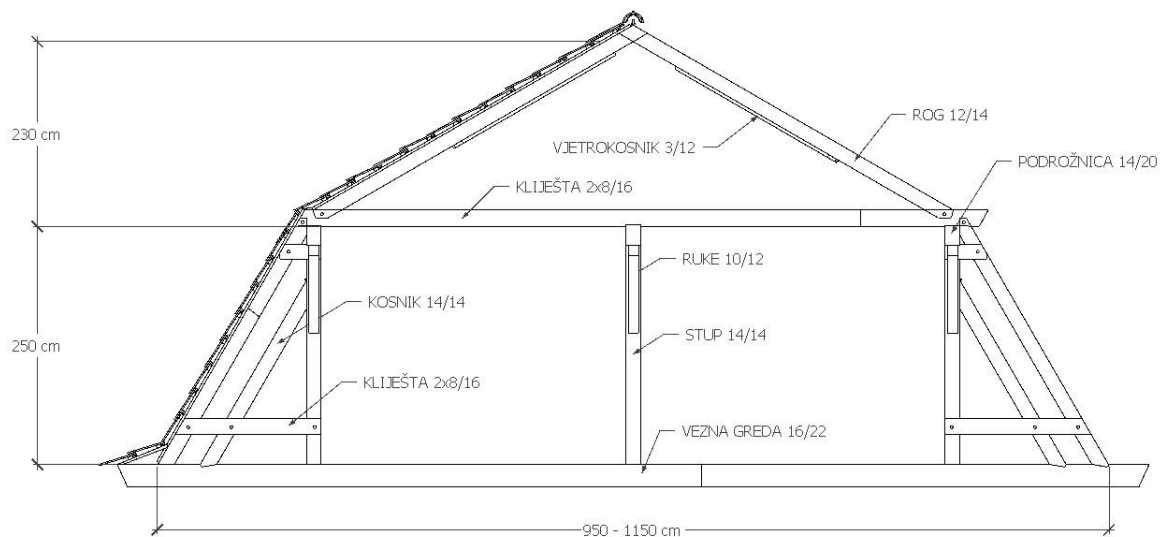 230 cm
ROG 12/14
VJETROKOSNIK 3/12
PODROŽNICA 14/20
KLIJEŠTA 2x8/16
RUKE 10/12
KOSNIK 14/14
STUP 14/14
250 cm
KLIJEŠTA 2x8/16
VEZNA GREDA 16/22
950 - 1150 cm